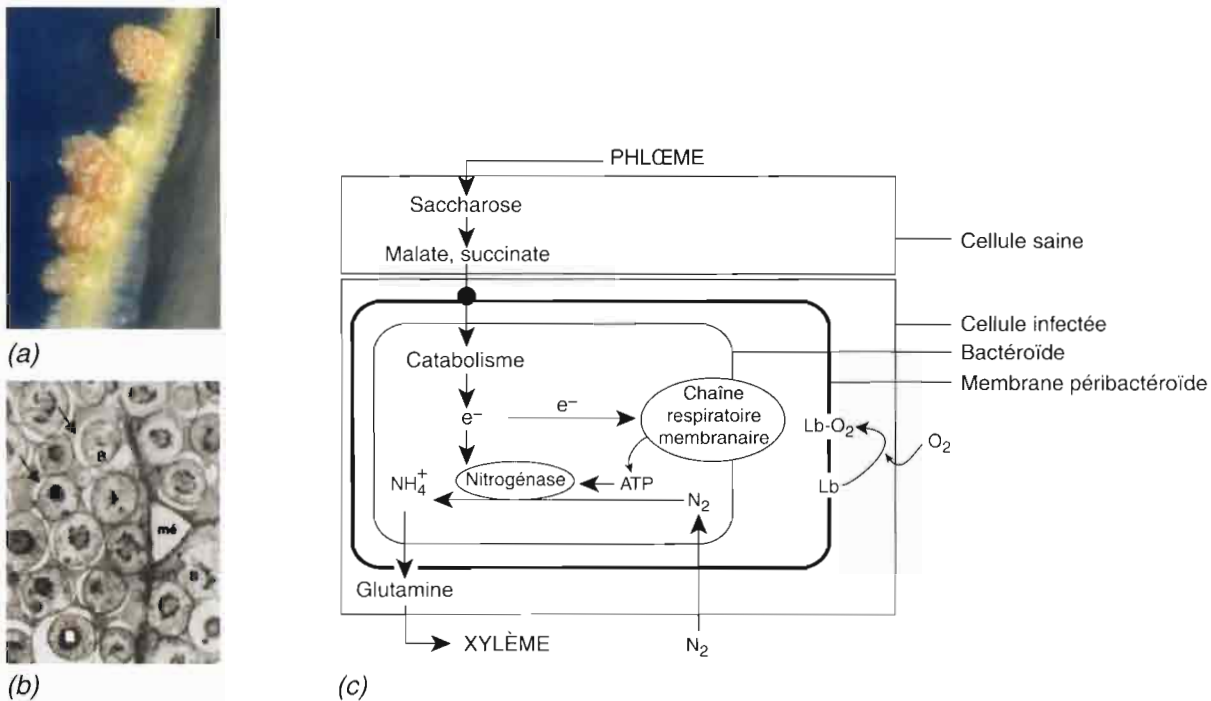 (a)
B
mé
B
(b)
PHLŒME
Saccharose
Malate, succinate
Cellule saine
Cellule infectée
Bactéroïde
Membrane péribactéroïde
Catabolisme
e⁻
e⁻
Chaîne
respiratoire
membranaire
Lb-O₂
O₂
Lb
Nitrogénase
ATP
NH₄⁺
N₂
Glutamine
XYLÈME
N₂
(c)